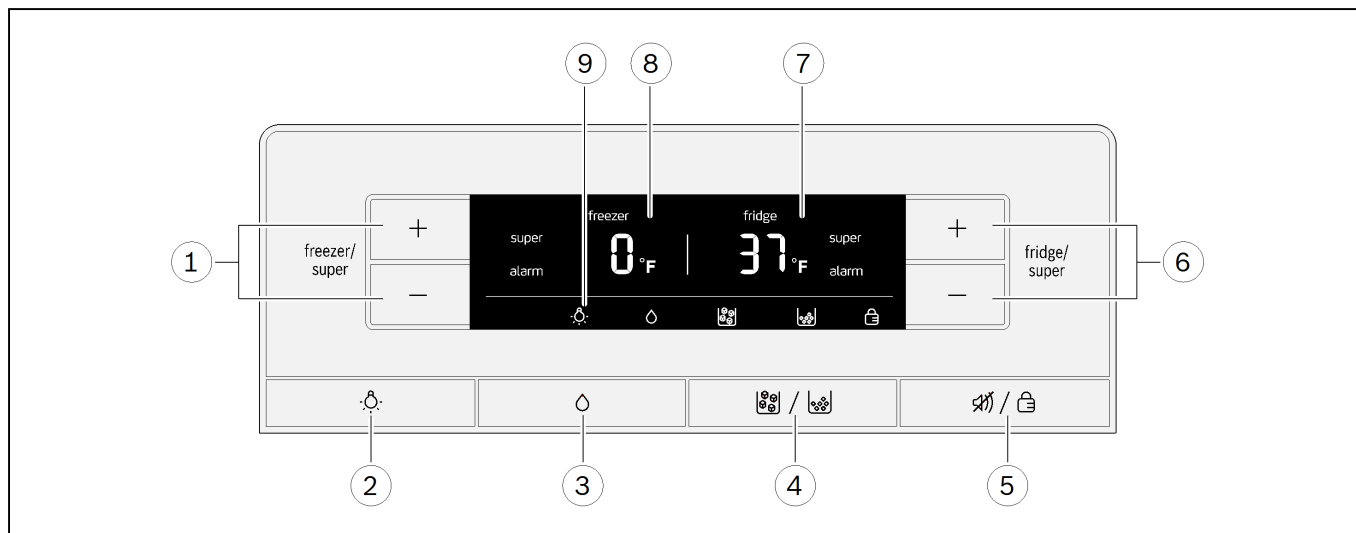 9 8 7
+ freezer fridge +
freezer/ super 0 °F 37 °F super fridge/
1 super alarm alarm super 6
− −
/ /
2 3 4 5